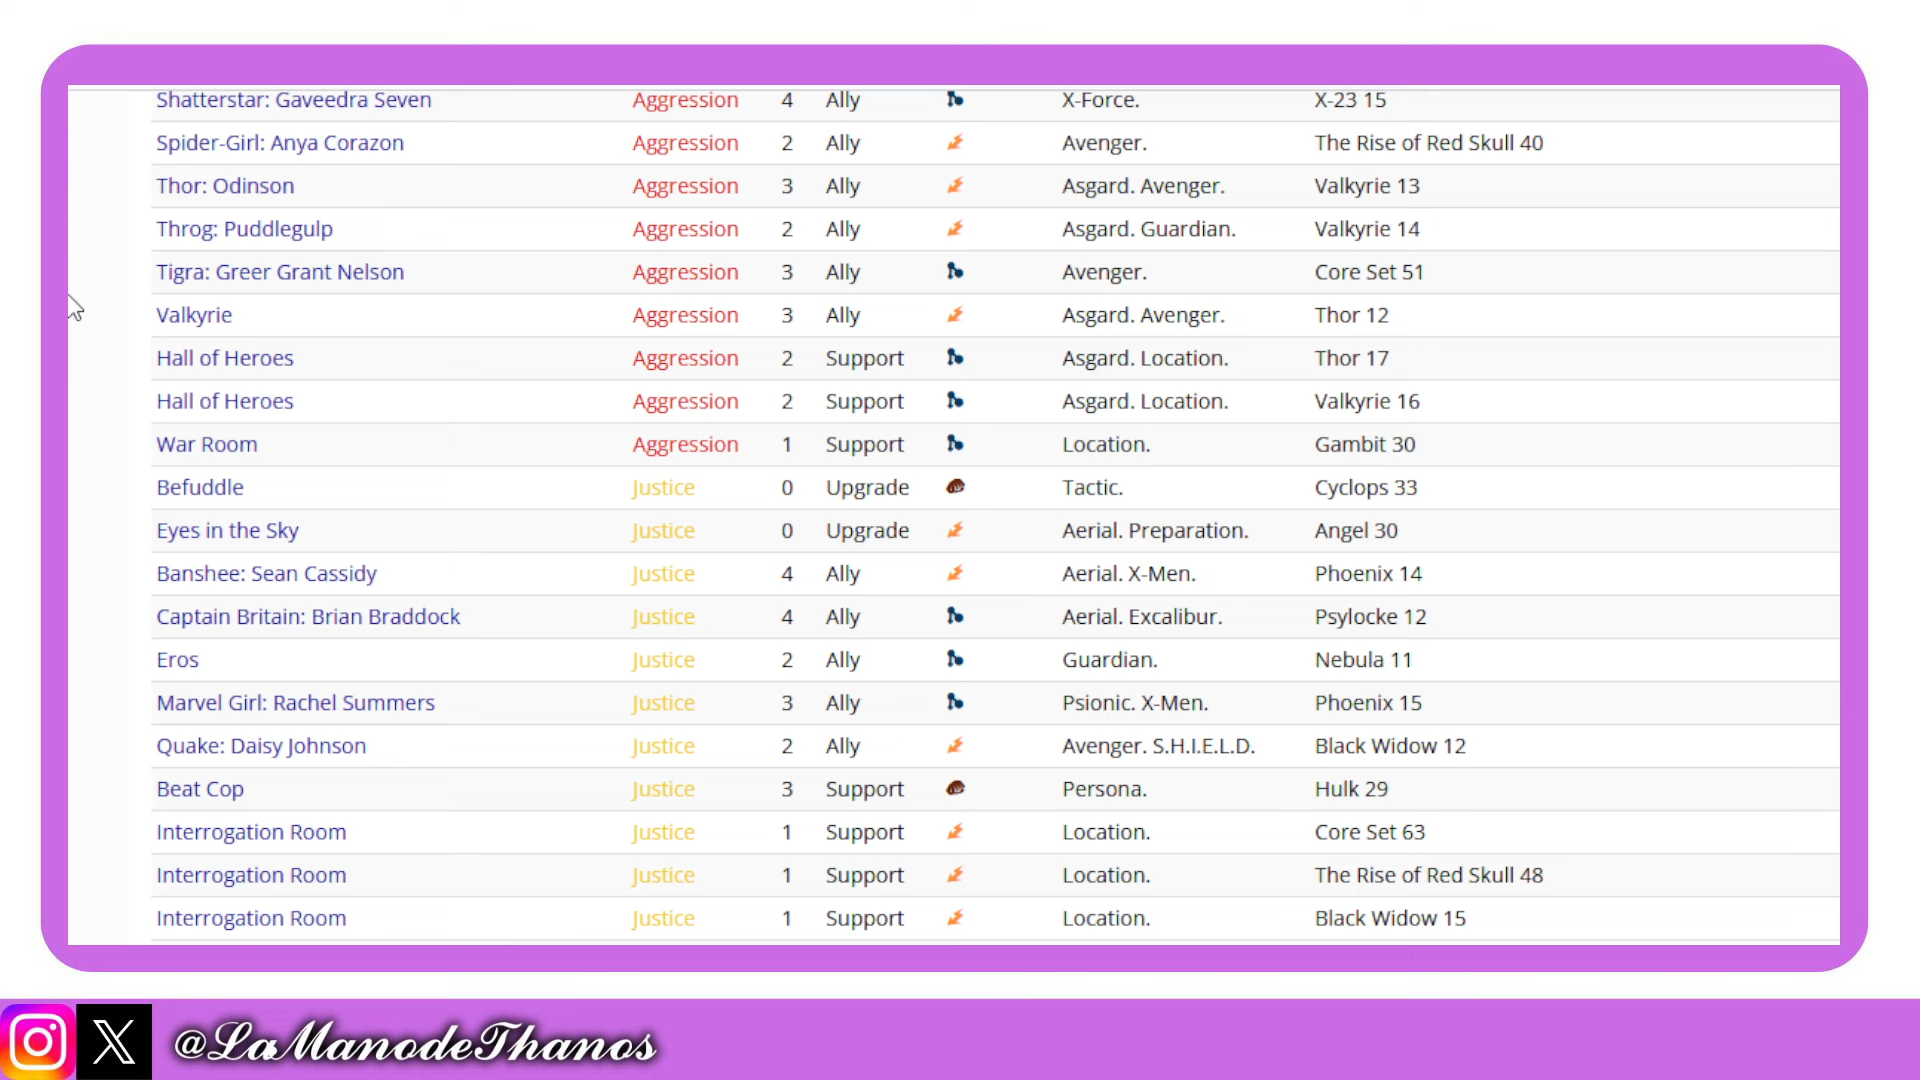 Shatterstar: Gaveedra Seven Aggression 4 Ally X-Force. X-23 15
Spider-Girl: Anya Corazon Aggression 2 Ally Avenger. The Rise of Red Skull 40
Thor: Odinson Aggression 3 Ally Asgard. Avenger. Valkyrie 13
Throg: Puddlegulp Aggression 2 Ally Asgard. Guardian. Valkyrie 14
Tigra: Greer Grant Nelson Aggression 3 Ally Avenger. Core Set 51
Valkyrie Aggression 3 Ally Asgard. Avenger. Thor 12
Hall of Heroes Aggression 2 Support Asgard. Location. Thor 17
Hall of Heroes Aggression 2 Support Asgard. Location. Valkyrie 16
War Room Aggression 1 Support Location. Gambit 30
Befuddle Justice 0 Upgrade Tactic. Cyclops 33
Eyes in the Sky Justice 0 Upgrade Aerial. Preparation. Angel 30
Banshee: Sean Cassidy Justice 4 Ally Aerial. X-Men. Phoenix 14
Captain Britain: Brian Braddock Justice 4 Ally Aerial. Excalibur. Psylocke 12
Eros Justice 2 Ally Guardian. Nebula 11
Marvel Girl: Rachel Summers Justice 3 Ally Psionic. X-Men. Phoenix 15
Quake: Daisy Johnson Justice 2 Ally Avenger. S.H.I.E.L.D. Black Widow 12
Beat Cop Justice 3 Support Persona. Hulk 29
Interrogation Room Justice 1 Support Location. Core Set 63
Interrogation Room Justice 1 Support Location. The Rise of Red Skull 48
Interrogation Room Justice 1 Support Location. Black Widow 15
@LaManodeThanos